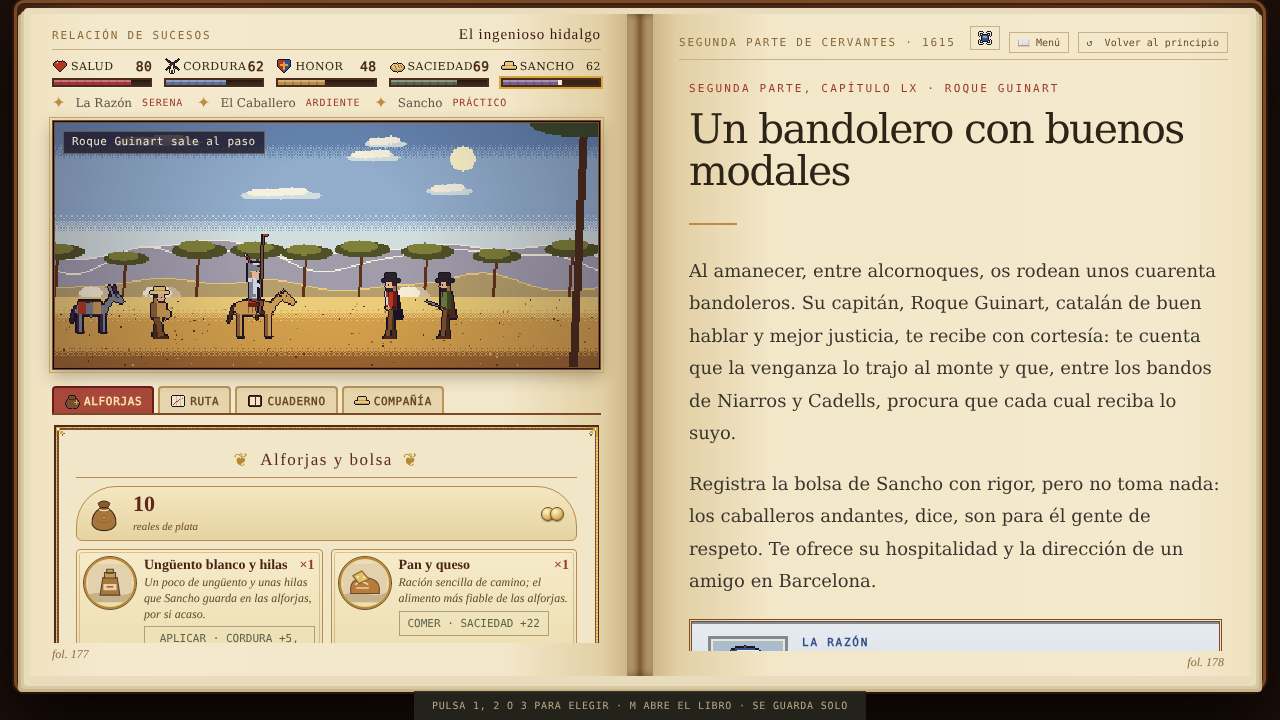 RELACIÓN DE SUCESOS
El ingenioso hidalgo
SALUD 80
CORDURA 62
HONOR 48
SACIEDAD 69
SANCHO 62
La Razón SERENA
El Caballero ARDIENTE
Sancho PRÁCTICO
Roque Guinart sale al paso
ALFORJAS
RUTA
CUADERNO
COMPAÑÍA
Alforjas y bolsa
10
reales de plata
Ungüento blanco y hilas ×1
Un poco de ungüento y unas hilas
que Sancho guarda en las alforjas,
por si acaso.
APLICAR · CORDURA +5,
Pan y queso ×1
Ración sencilla de camino; el
alimento más fiable de las alforjas.
COMER · SACIEDAD +22
fol. 177
SEGUNDA PARTE DE CERVANTES · 1615
Menú
↺ Volver al principio
SEGUNDA PARTE, CAPÍTULO LX · ROQUE GUINART
Un bandolero con buenos
modales
Al amanecer, entre alcornoques, os rodean unos cuarenta
bandoleros. Su capitán, Roque Guinart, catalán de buen
hablar y mejor justicia, te recibe con cortesía: te cuenta
que la venganza lo trajo al monte y que, entre los bandos
de Niarros y Cadells, procura que cada cual reciba lo
suyo.
Registra la bolsa de Sancho con rigor, pero no toma nada:
los caballeros andantes, dice, son para él gente de
respeto. Te ofrece su hospitalidad y la dirección de un
amigo en Barcelona.
LA RAZÓN
fol. 178
PULSA 1, 2 O 3 PARA ELEGIR · M ABRE EL LIBRO · SE GUARDA SOLO